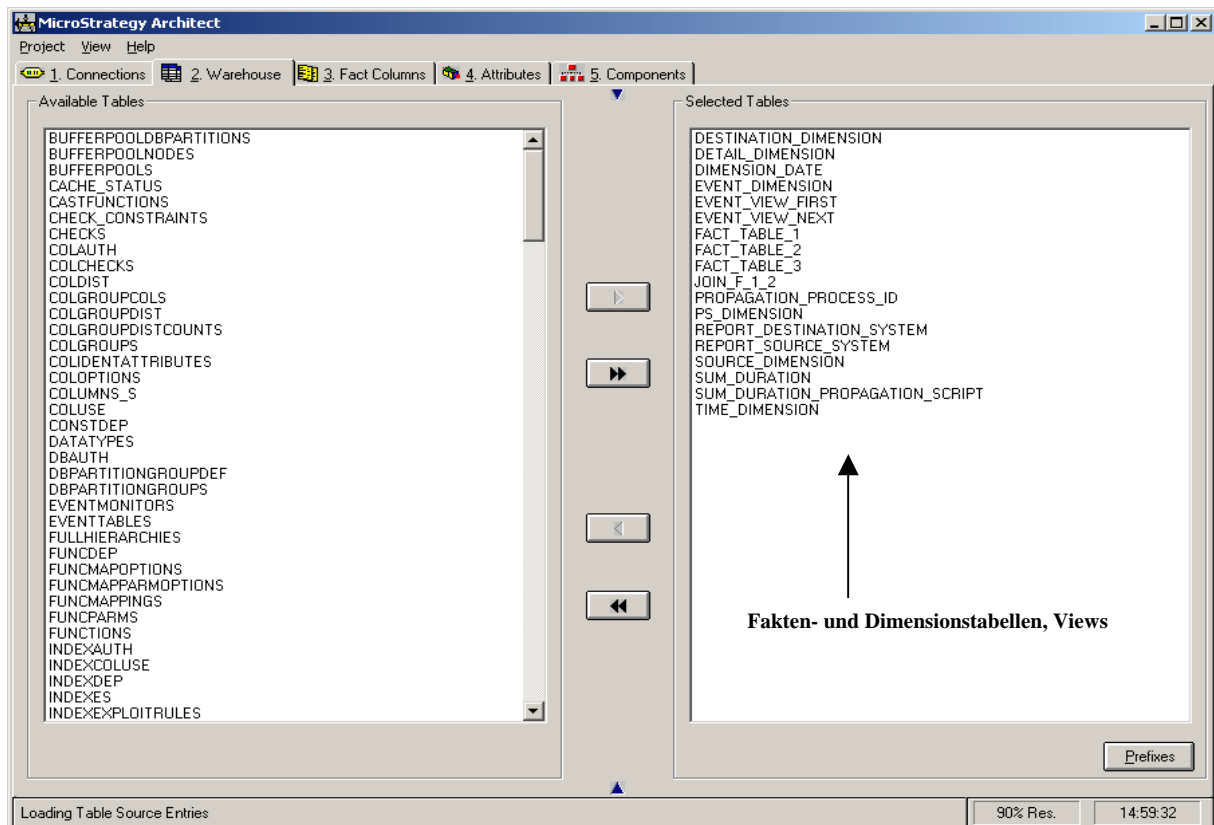 MicroStrategy Architect
Project View Help
1. Connections 2. Warehouse 3. Fact Columns 4. Attributes 5. Components
Available Tables
BUFFERPOOLDBPARTITIONS
BUFFERPOOLNODES
BUFFERPOOLS
CACHE_STATUS
CASTFUNCTIONS
CHECK_CONSTRAINTS
CHECKS
COLAUTH
COLCHECKS
COLDIST
COLGROUPCOLS
COLGROUPDIST
COLGROUPDISTCOUNTS
COLGROUPS
COLIDENTATTRIBUTES
COLOPTIONS
COLUMNS_S
COLUSE
CONSTDEP
DATATYPES
DBAUTH
DBPARTITIONGROUPDEF
DBPARTITIONGROUPS
EVENTMONITORS
EVENTTABLES
FULLHIERARCHIES
FUNCDEP
FUNCMAPOPTIONS
FUNCMAPPARMOPTIONS
FUNCMAPPINGS
FUNCPARMS
FUNCTIONS
INDEXAUTH
INDEXCOLUSE
INDEXDEP
INDEXES
INDEXEXPLOITRULES
Selected Tables
DESTINATION_DIMENSION
DETAIL_DIMENSION
DIMENSION_DATE
EVENT_DIMENSION
EVENT_VIEW_FIRST
EVENT_VIEW_NEXT
FACT_TABLE_1
FACT_TABLE_2
FACT_TABLE_3
JOIN_F_1_2
PROPAGATION_PROCESS_ID
PS_DIMENSION
REPORT_DESTINATION_SYSTEM
REPORT_SOURCE_SYSTEM
SOURCE_DIMENSION
SUM_DURATION
SUM_DURATION_PROPAGATION_SCRIPT
TIME_DIMENSION
Fakten- und Dimensionstabellen, Views
Prefixes
Loading Table Source Entries 90% Res. 14:59:32